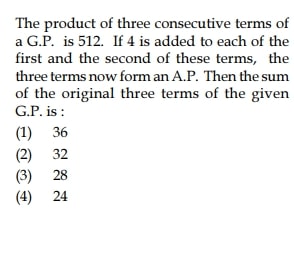 The product of three consecutive terms of
a G.P. is 512. If 4 is added to each of the
first and the second of these terms, the
three terms now form an A.P. Then the sum
of the original three terms of the given
G.P. is :
(1) 36
(2) 32
(3) 28
(4) 24